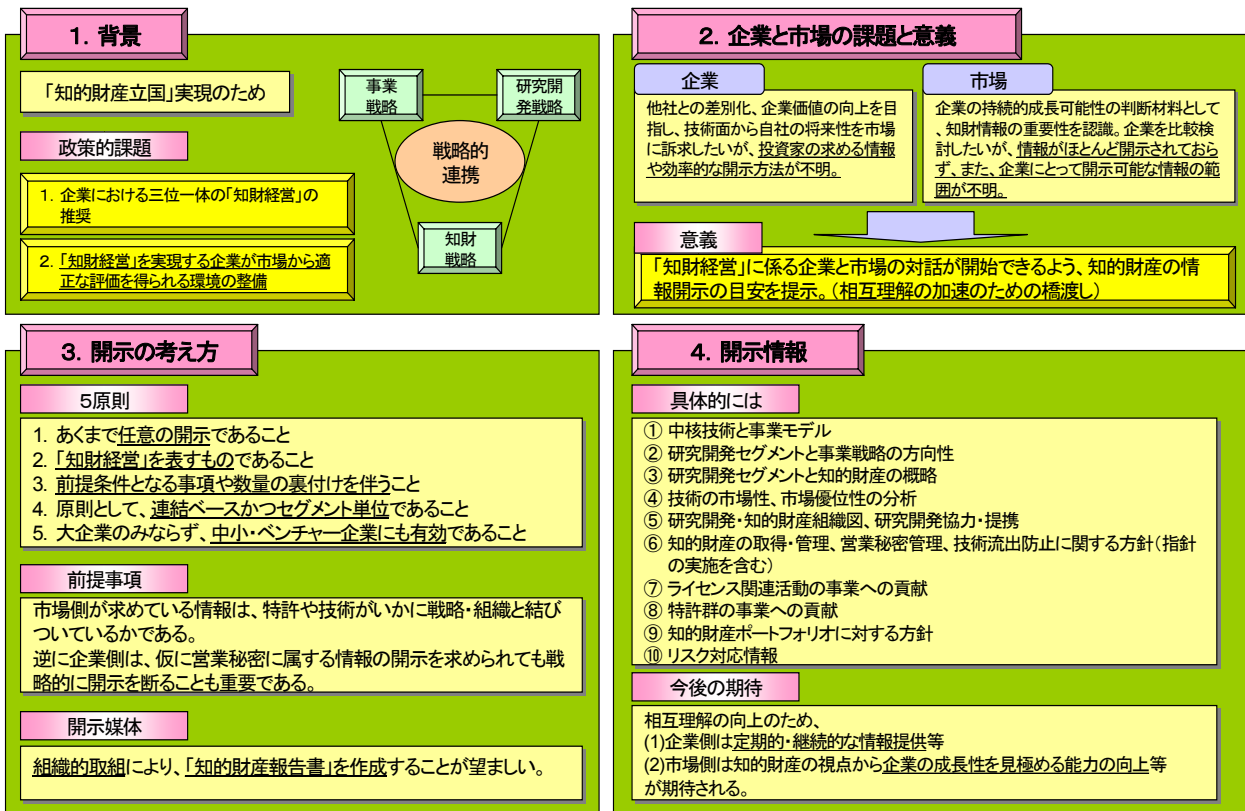 1．背景
「知的財産立国」実現のため
政策的課題
1．企業における三位一体の「知財経営」の
推奨
2．「知財経営」を実現する企業が市場から適
正な評価を得られる環境の整備
事業
戦略
研究開
発戦略
戦略的
連携
知財
戦略
2．企業と市場の課題と意義
企業
他社との差別化、企業価値の向上を目
指し、技術面から自社の将来性を市場
に訴求したいが、投資家の求める情報
や効率的な開示方法が不明。
市場
企業の持続的成長可能性の判断材料として
、知財情報の重要性を認識。企業を比較検
討したいが、情報がほとんど開示されておら
ず、また、企業にとって開示可能な情報の範
囲が不明。
意義
「知財経営」に係る企業と市場の対話が開始できるよう、知的財産の情
報開示の目安を提示。（相互理解の加速のための橋渡し）
3．開示の考え方
5原則
1．あくまで任意の開示であること
2．「知財経営」を表すものであること
3．前提条件となる事項や数量の裏付けを伴うこと
4．原則として、連結ベースかつセグメント単位であること
5．大企業のみならず、中小・ベンチャー企業にも有効であること
前提事項
市場側が求めている情報は、特許や技術がいかに戦略・組織と結び
ついているかである。
逆に企業側は、仮に営業秘密に属する情報の開示を求められても戦
略的に開示を断ることも重要である。
開示媒体
組織的取組により、「知的財産報告書」を作成することが望ましい。
4．開示情報
具体的には
① 中核技術と事業モデル
② 研究開発セグメントと事業戦略の方向性
③ 研究開発セグメントと知的財産の概略
④ 技術の市場性、市場優位性の分析
⑤ 研究開発・知的財産組織図、研究開発協力・提携
⑥ 知的財産の取得・管理、営業秘密管理、技術流出防止に関する方針（指針
の実施を含む）
⑦ ライセンス関連活動の事業への貢献
⑧ 特許群の事業への貢献
⑨ 知的財産ポートフォリオに対する方針
⑩ リスク対応情報
今後の期待
相互理解の向上のため、
(1)企業側は定期的・継続的な情報提供等
(2)市場側は知的財産の視点から企業の成長性を見極める能力の向上等
が期待される。